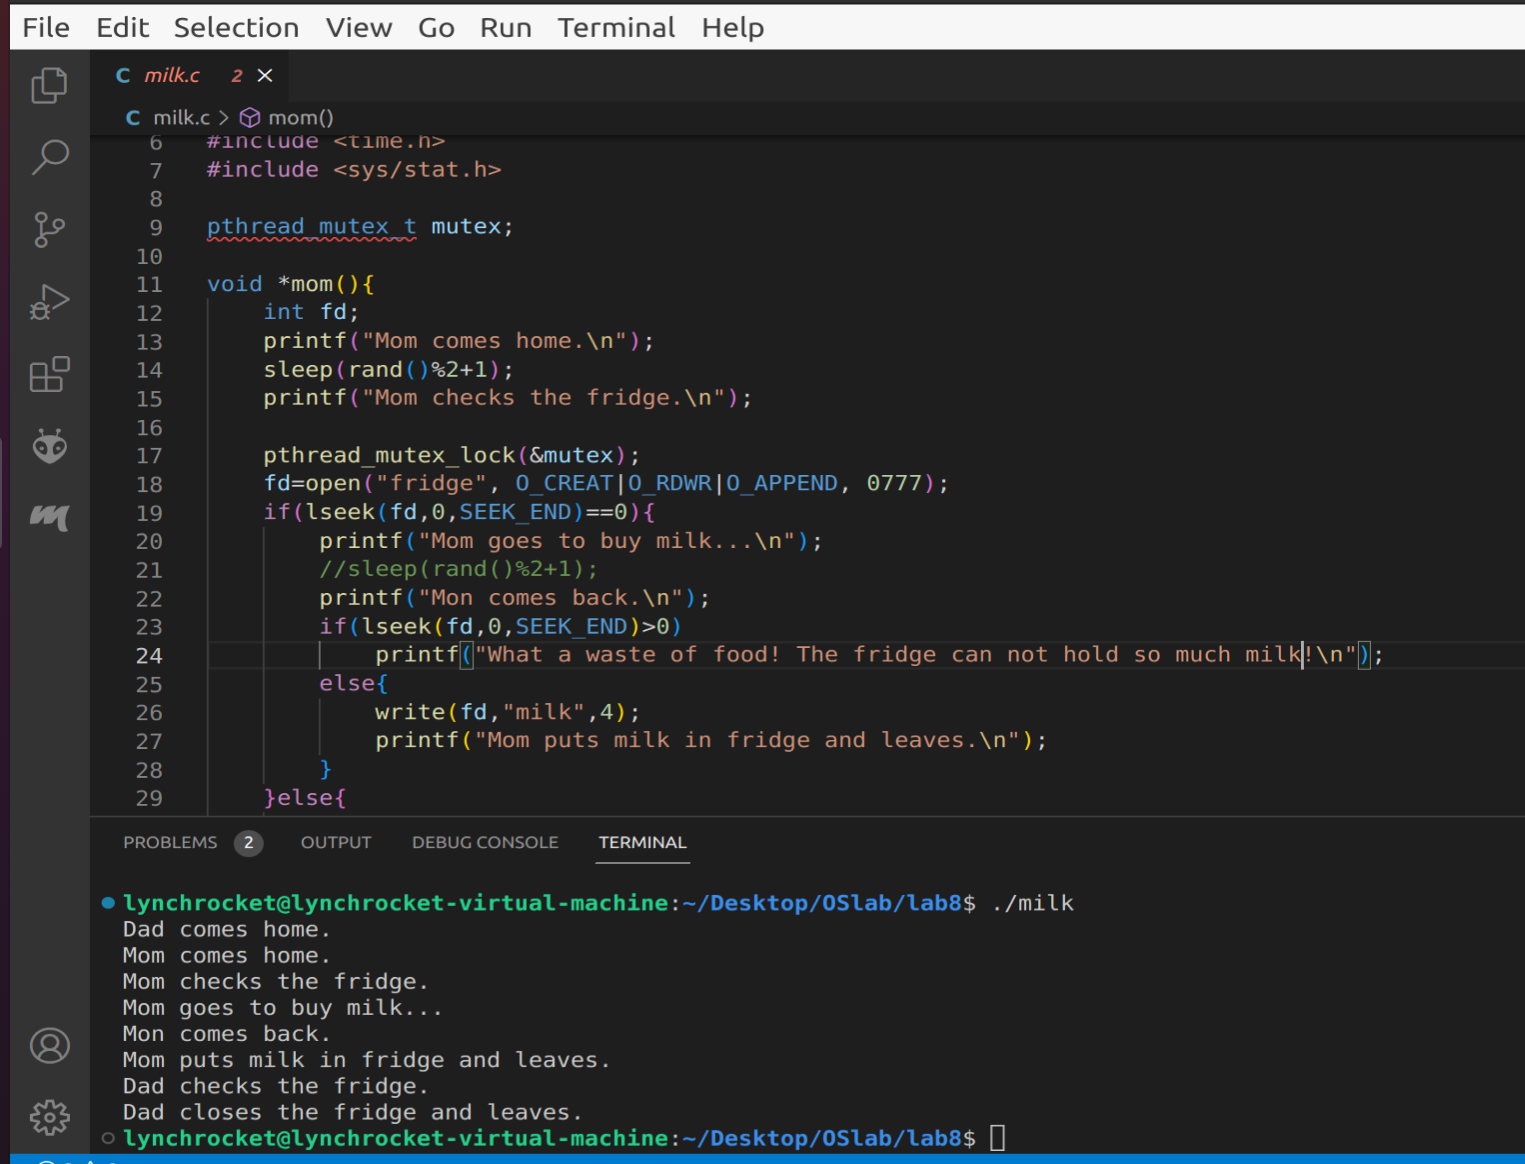 File Edit Selection View Go Run Terminal Help
C milk.c 2 ×
C milk.c > mom()
6 #include <time.h>
7 #include <sys/stat.h>
8
9 pthread_mutex_t mutex;
10
11 void *mom(){
12 int fd;
13 printf("Mom comes home.\n");
14 sleep(rand()%2+1);
15 printf("Mom checks the fridge.\n");
16
17 pthread_mutex_lock(&mutex);
18 fd=open("fridge", O_CREAT|O_RDWR|O_APPEND, 0777);
19 if(lseek(fd,0,SEEK_END)==0){
20 printf("Mom goes to buy milk...\n");
21 //sleep(rand()%2+1);
22 printf("Mon comes back.\n");
23 if(lseek(fd,0,SEEK_END)>0)
24 printf("What a waste of food! The fridge can not hold so much milk!\n");
25 else{
26 write(fd,"milk",4);
27 printf("Mom puts milk in fridge and leaves.\n");
28 }
29 }else{
PROBLEMS 2 OUTPUT DEBUG CONSOLE TERMINAL
lynchrocket@lynchrocket-virtual-machine:~/Desktop/OSlab/lab8$ ./milk
Dad comes home.
Mom comes home.
Mom checks the fridge.
Mom goes to buy milk...
Mon comes back.
Mom puts milk in fridge and leaves.
Dad checks the fridge.
Dad closes the fridge and leaves.
lynchrocket@lynchrocket-virtual-machine:~/Desktop/OSlab/lab8$